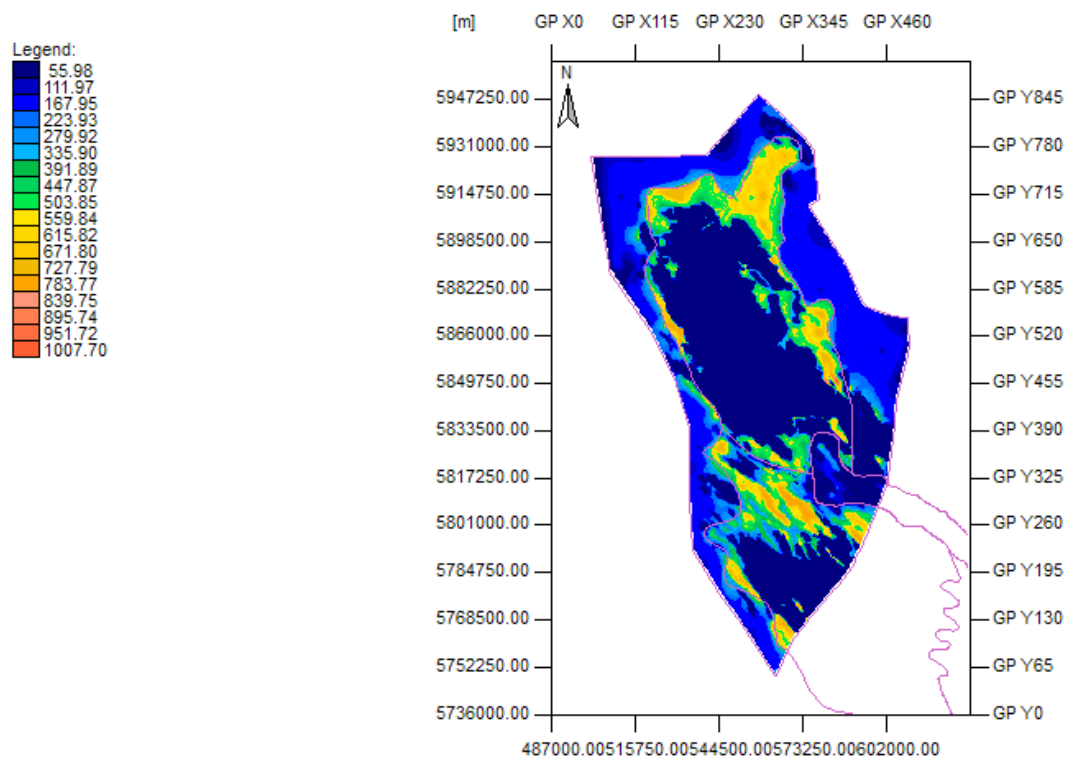 [m] GP X0 GP X115 GP X230 GP X345 GP X460
Legend:
55.98
111.97
167.95
223.93
279.92
335.90
391.89
447.87
503.85
559.84
615.82
671.80
727.79
783.77
839.75
895.74
951.72
1007.70
N
5947250.00 GP Y845
5931000.00 GP Y780
5914750.00 GP Y715
5898500.00 GP Y650
5882250.00 GP Y585
5866000.00 GP Y520
5849750.00 GP Y455
5833500.00 GP Y390
5817250.00 GP Y325
5801000.00 GP Y260
5784750.00 GP Y195
5768500.00 GP Y130
5752250.00 GP Y65
5736000.00 GP Y0
487000.00515750.00544500.00573250.00602000.00